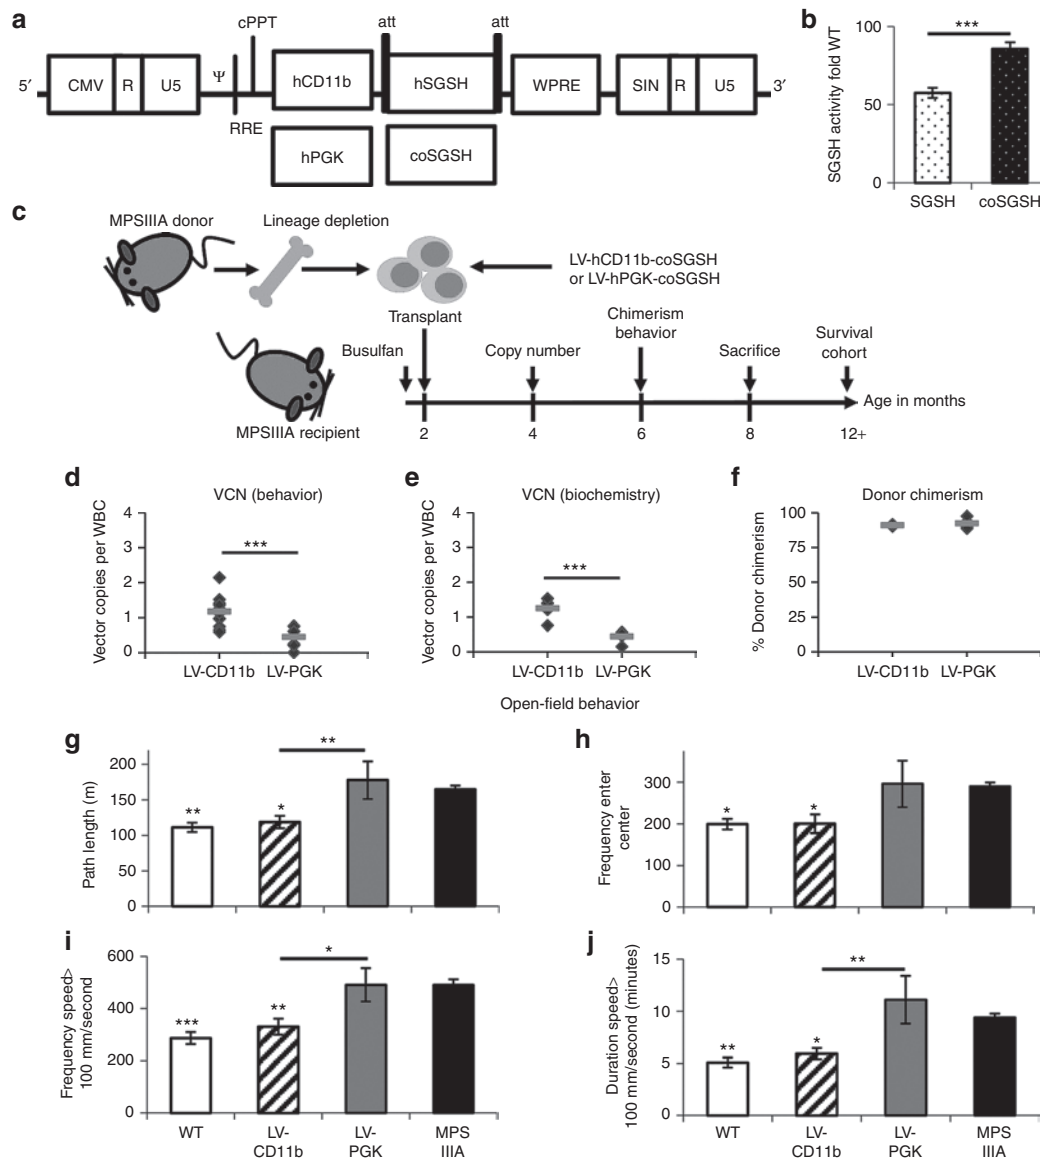 a
cPPT
att
att
5′
CMV
R
U5
Ψ
RRE
hCD11b
hSGSH
WPRE
SIN
R
U5
3′
hPGK
coSGSH
b
SGSH activity fold WT
100
50
0
***
SGSH
coSGSH
c
MPSIIIA donor
Lineage depletion
LV-hCD11b-coSGSH
or LV-hPGK-coSGSH
Transplant
Busulfan
Copy number
Chimerism
behavior
Sacrifice
Survival
cohort
Age in months
MPSIIIA recipient
2
4
6
8
12+
d
VCN (behavior)
Vector copies per WBC
4
3
2
1
0
***
LV-CD11b
LV-PGK
e
VCN (biochemistry)
Vector copies per WBC
4
3
2
1
0
***
LV-CD11b
LV-PGK
f
Donor chimerism
% Donor chimerism
100
75
50
25
0
LV-CD11b
LV-PGK
Open-field behavior
g
Path length (m)
200
150
100
50
0
**
*
**
h
Frequency enter
center
300
200
100
0
*
*
i
Frequency speed>
100 mm/second
600
400
200
0
***
**
*
WT
LV-
CD11b
LV-
PGK
MPS
IIIA
j
Duration speed>
100 mm/second (minutes)
15
10
5
0
**
*
**
WT
LV-
CD11b
LV-
PGK
MPS
IIIA